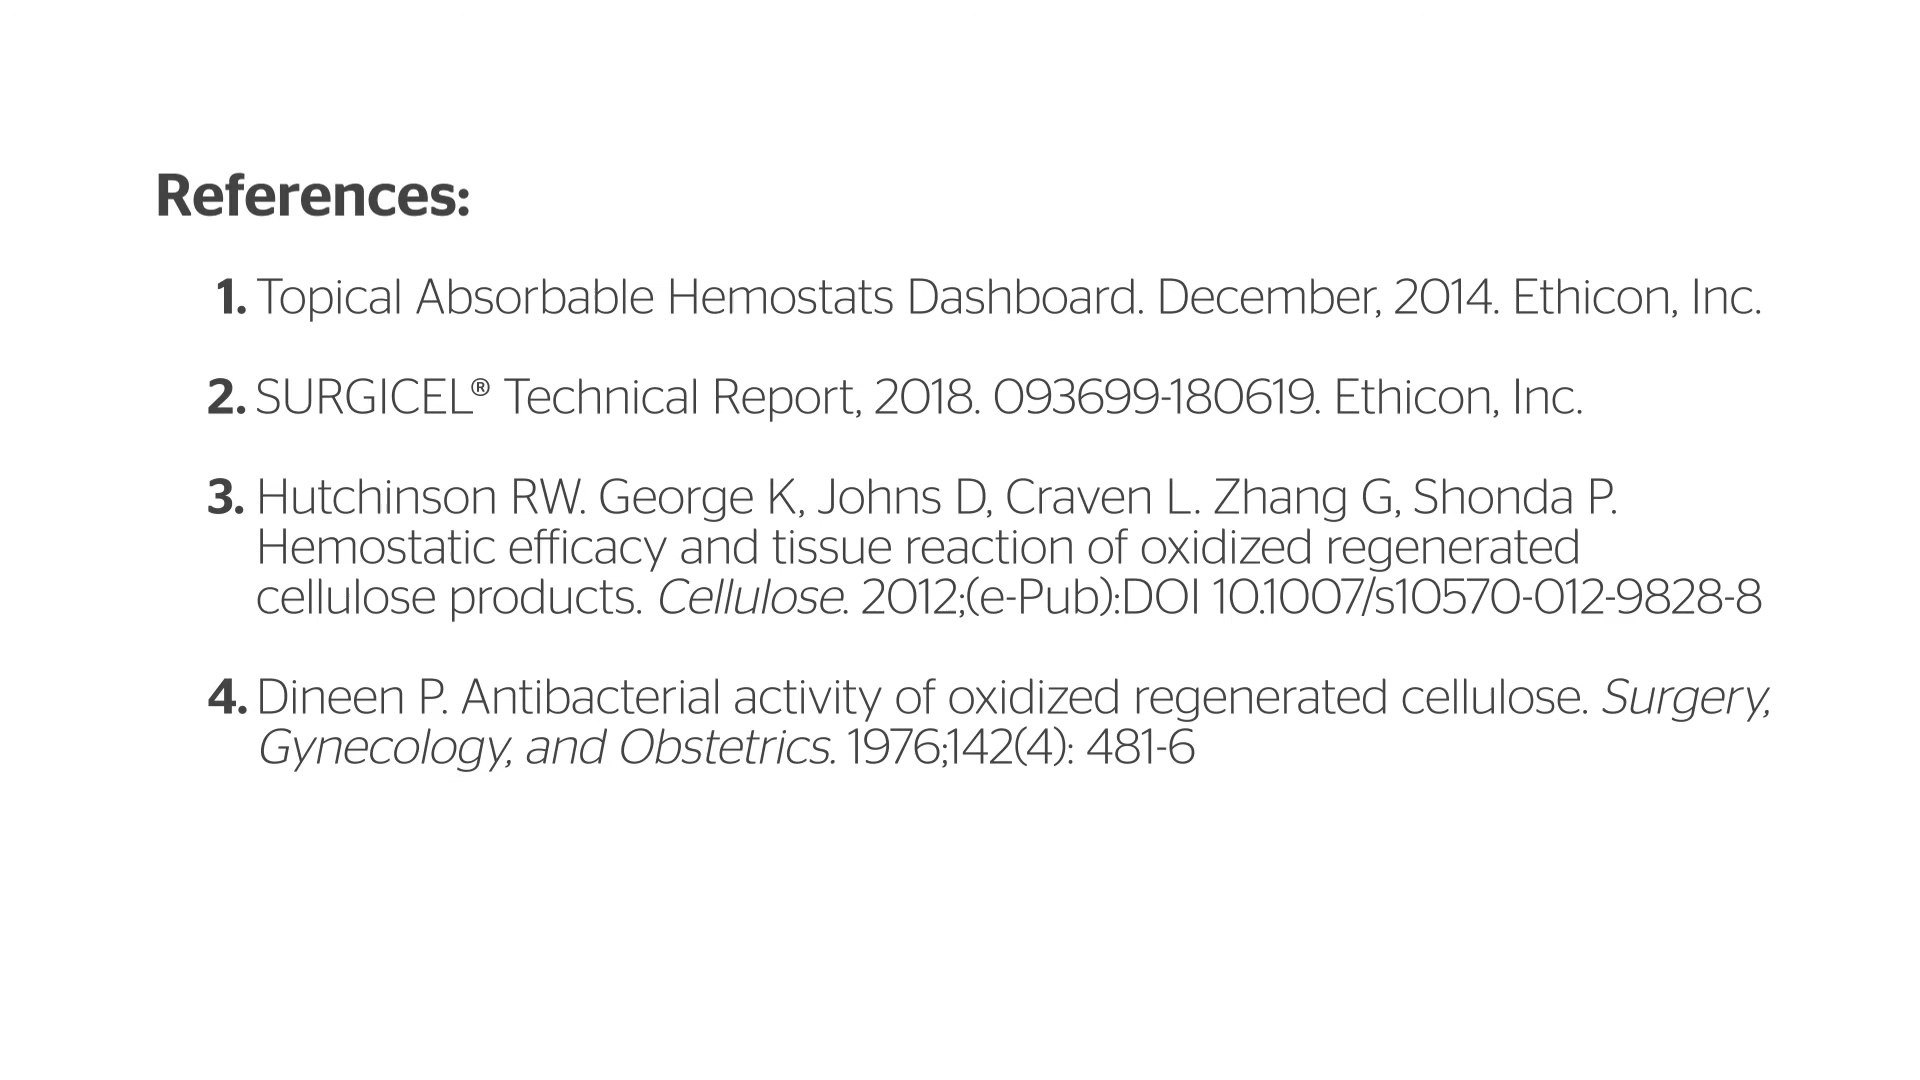 References:
1. Topical Absorbable Hemostats Dashboard. December, 2014. Ethicon, Inc.
2. SURGICEL® Technical Report, 2018. 093699-180619. Ethicon, Inc.
3. Hutchinson RW. George K, Johns D, Craven L. Zhang G, Shonda P.
Hemostatic efficacy and tissue reaction of oxidized regenerated
cellulose products. Cellulose. 2012;(e-Pub):DOI 10.1007/s10570-012-9828-8
4. Dineen P. Antibacterial activity of oxidized regenerated cellulose. Surgery,
Gynecology, and Obstetrics. 1976;142(4): 481-6